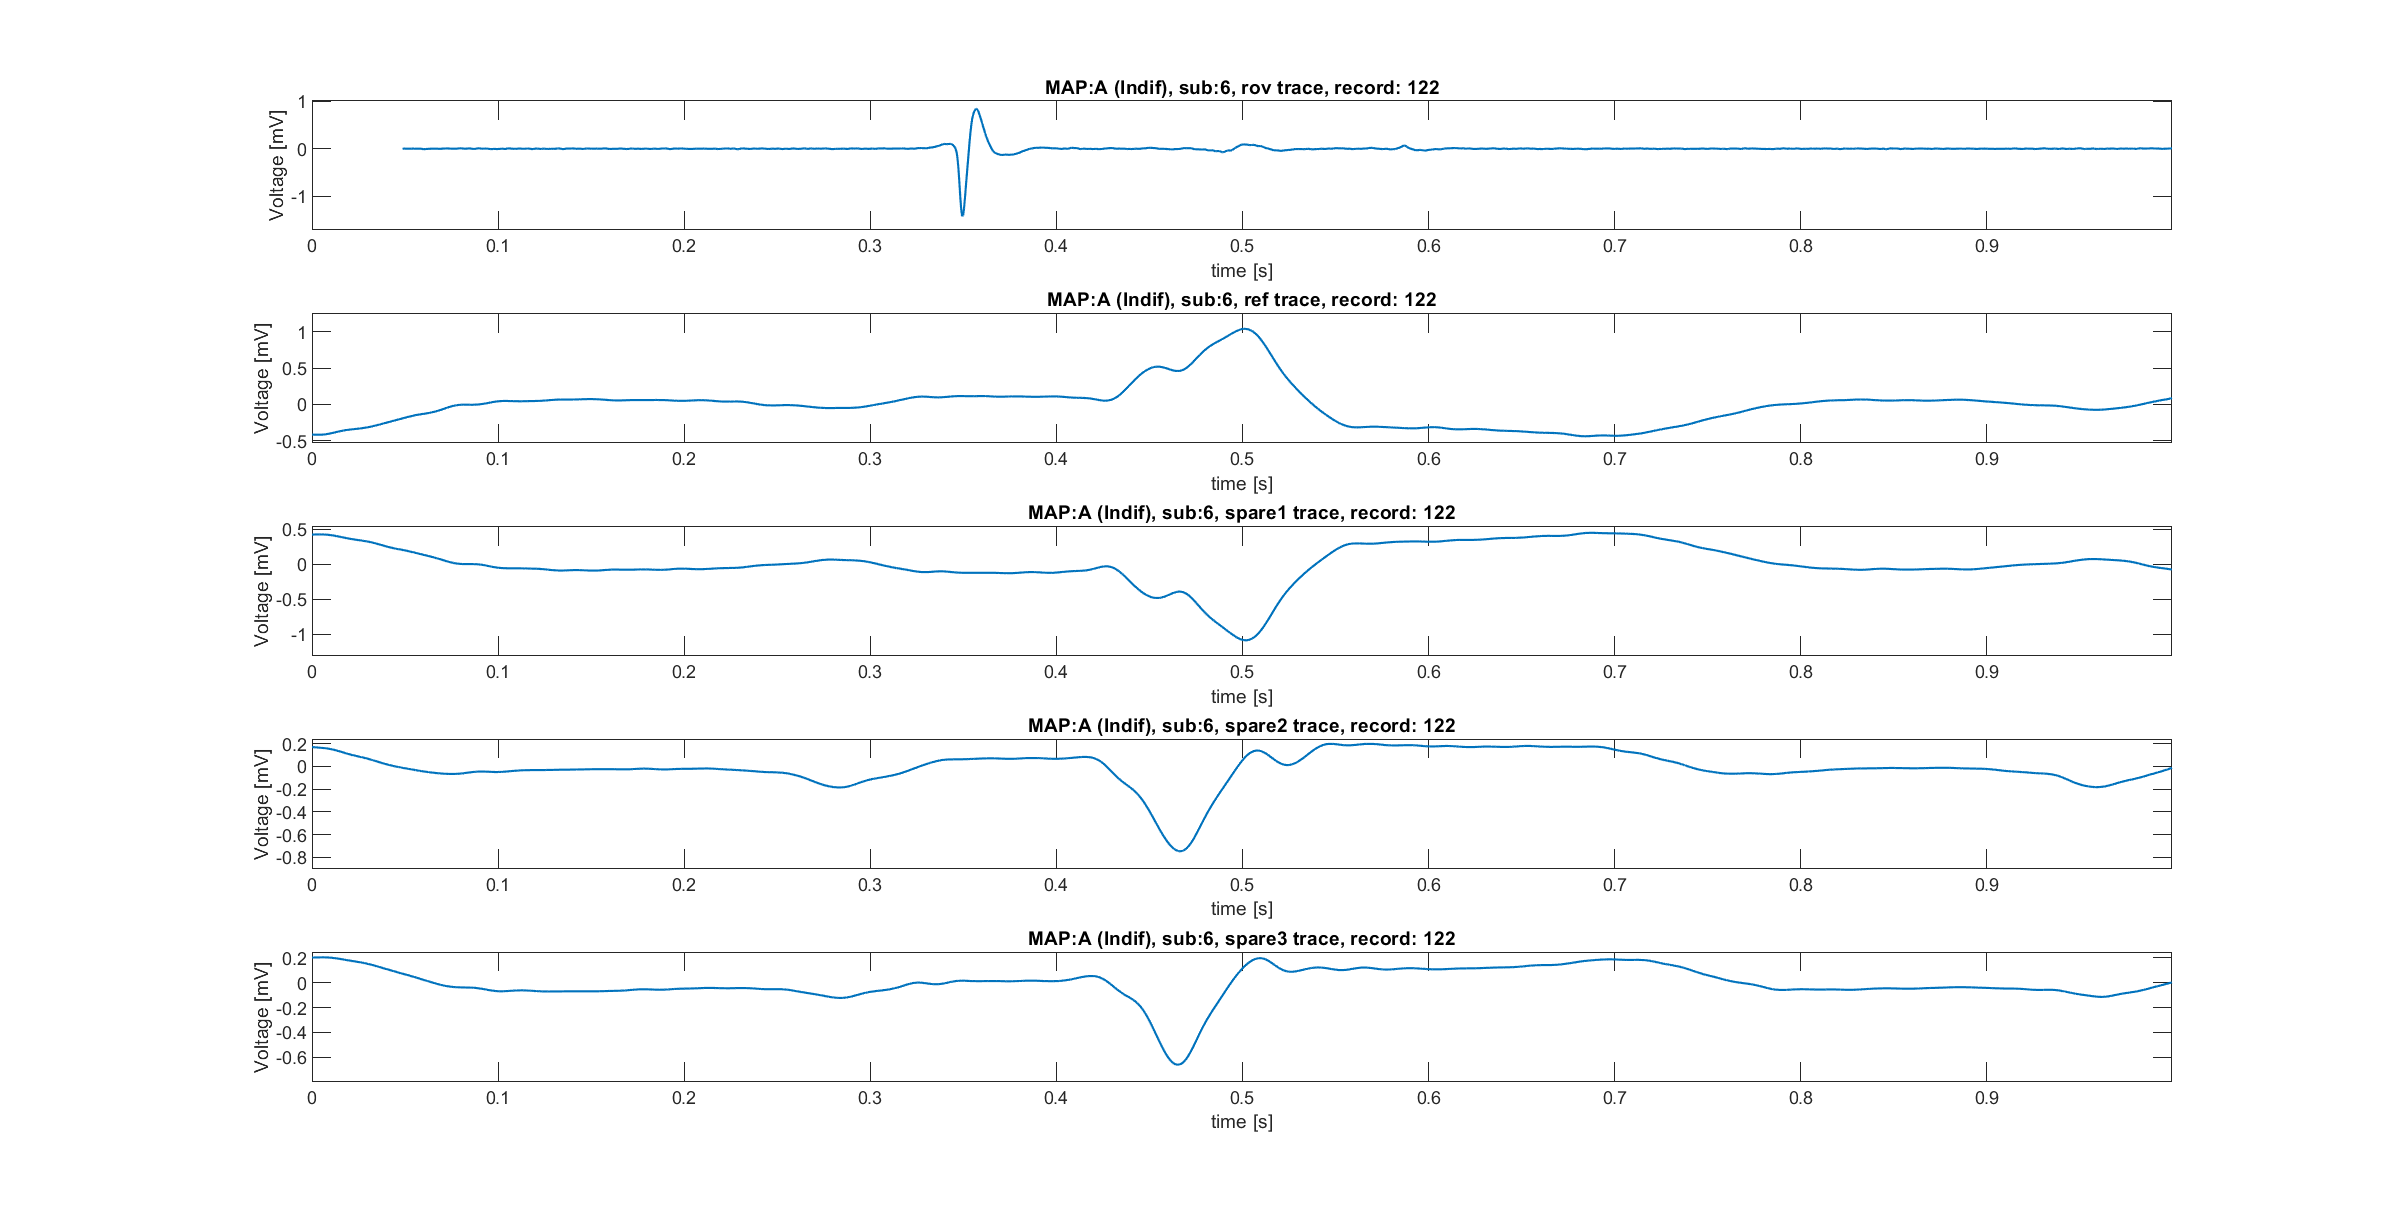 MAP:A (Indif), sub:6, rov trace, record: 122
Voltage [mV]
1
0
-1
0 0.1 0.2 0.3 0.4 0.5 0.6 0.7 0.8 0.9
time [s]
MAP:A (Indif), sub:6, ref trace, record: 122
Voltage [mV]
1
0.5
0
-0.5
0 0.1 0.2 0.3 0.4 0.5 0.6 0.7 0.8 0.9
time [s]
MAP:A (Indif), sub:6, spare1 trace, record: 122
Voltage [mV]
0.5
0
-0.5
-1
0 0.1 0.2 0.3 0.4 0.5 0.6 0.7 0.8 0.9
time [s]
MAP:A (Indif), sub:6, spare2 trace, record: 122
Voltage [mV]
0.2
0
-0.2
-0.4
-0.6
-0.8
0 0.1 0.2 0.3 0.4 0.5 0.6 0.7 0.8 0.9
time [s]
MAP:A (Indif), sub:6, spare3 trace, record: 122
Voltage [mV]
0.2
0
-0.2
-0.4
-0.6
0 0.1 0.2 0.3 0.4 0.5 0.6 0.7 0.8 0.9
time [s]